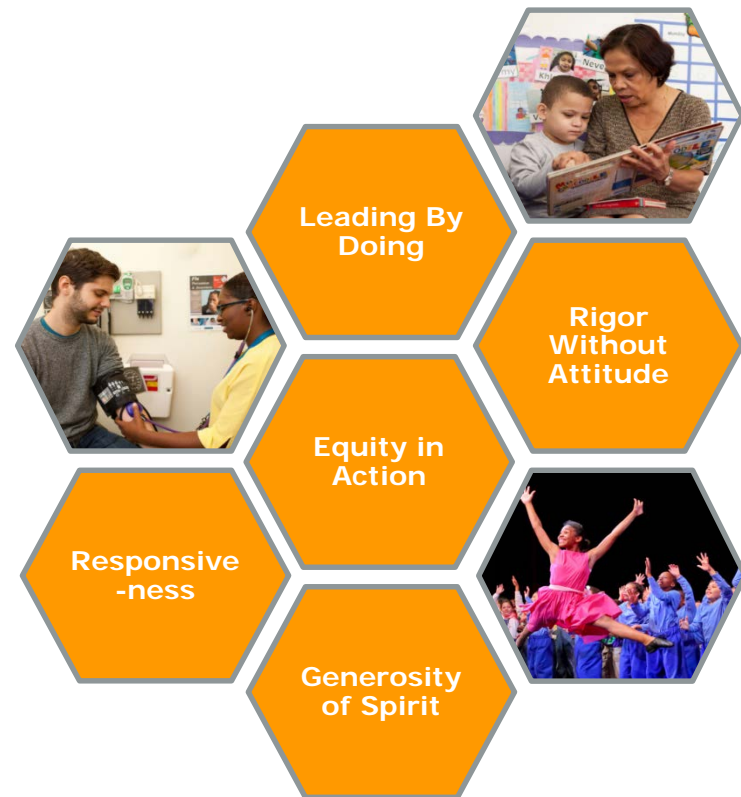 Leading By
Doing
Rigor
Without
Attitude
Equity in
Action
Responsive
-ness
Generosity
of Spirit